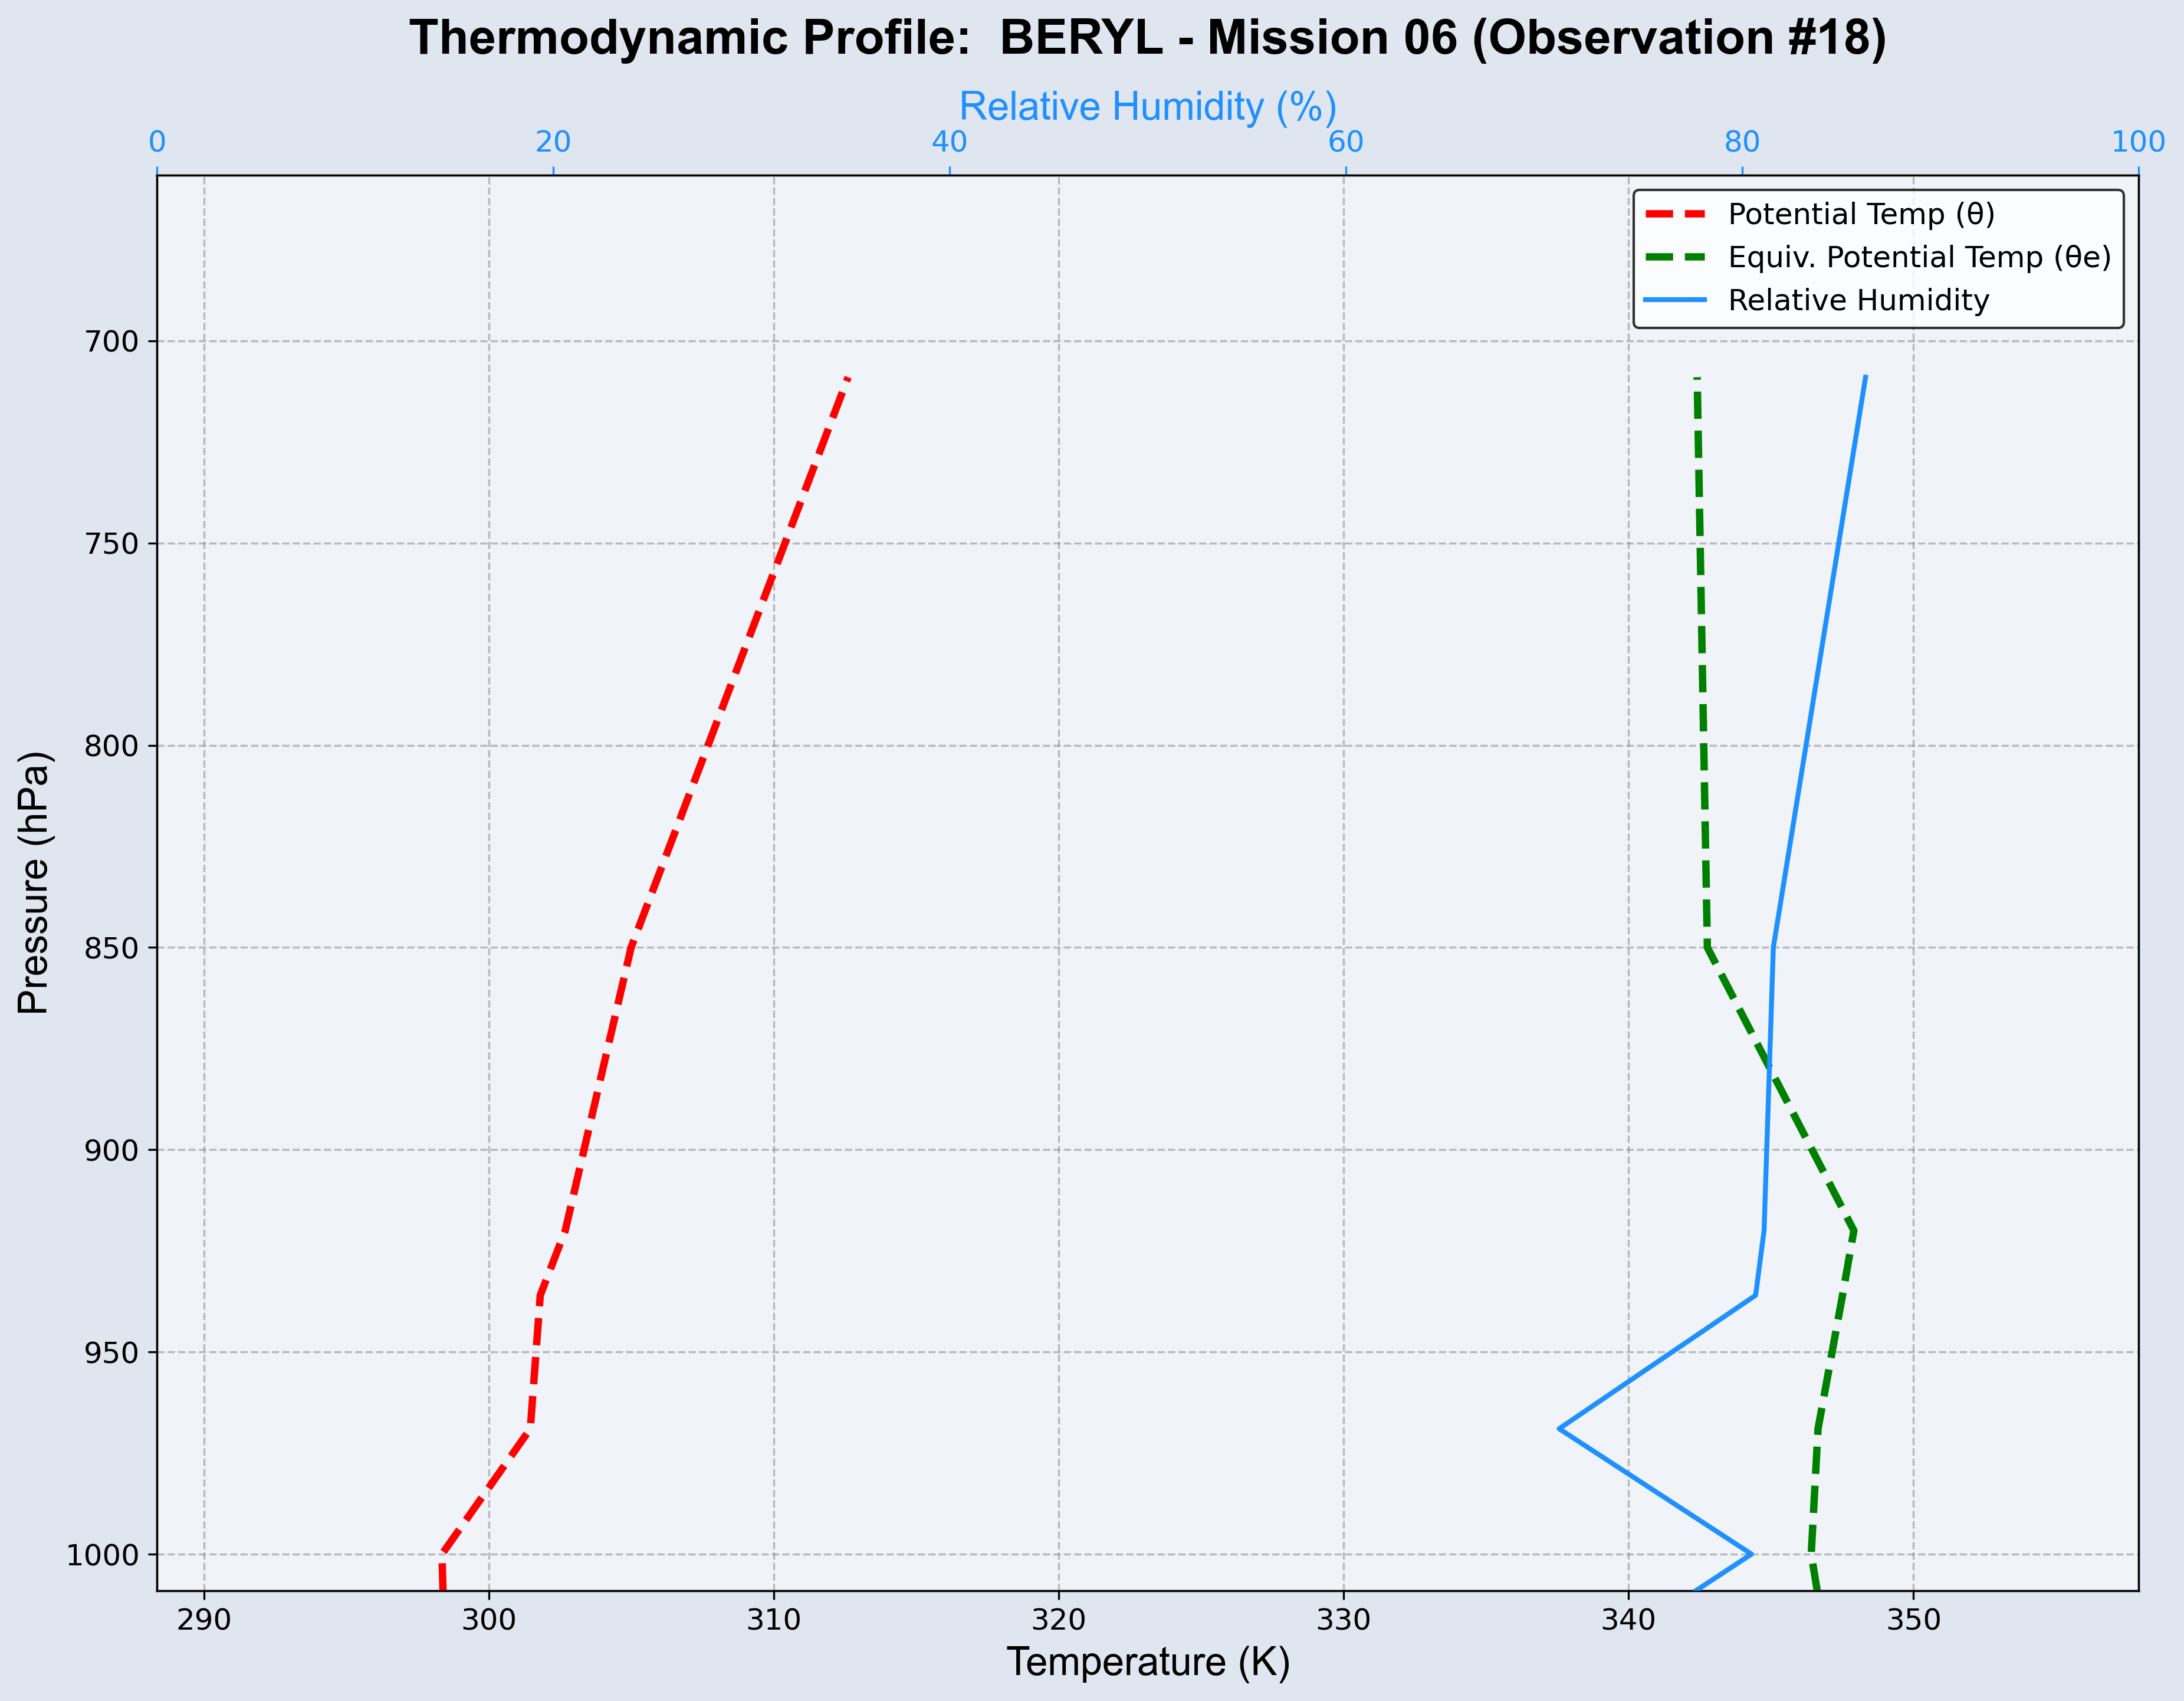 Thermodynamic Profile:  BERYL - Mission 06 (Observation #18)
Relative Humidity (%)
0 20 40 60 80 100
Potential Temp (θ)
Equiv. Potential Temp (θe)
Relative Humidity
700
750
800
850
900
950
1000
Pressure (hPa)
290 300 310 320 330 340 350
Temperature (K)